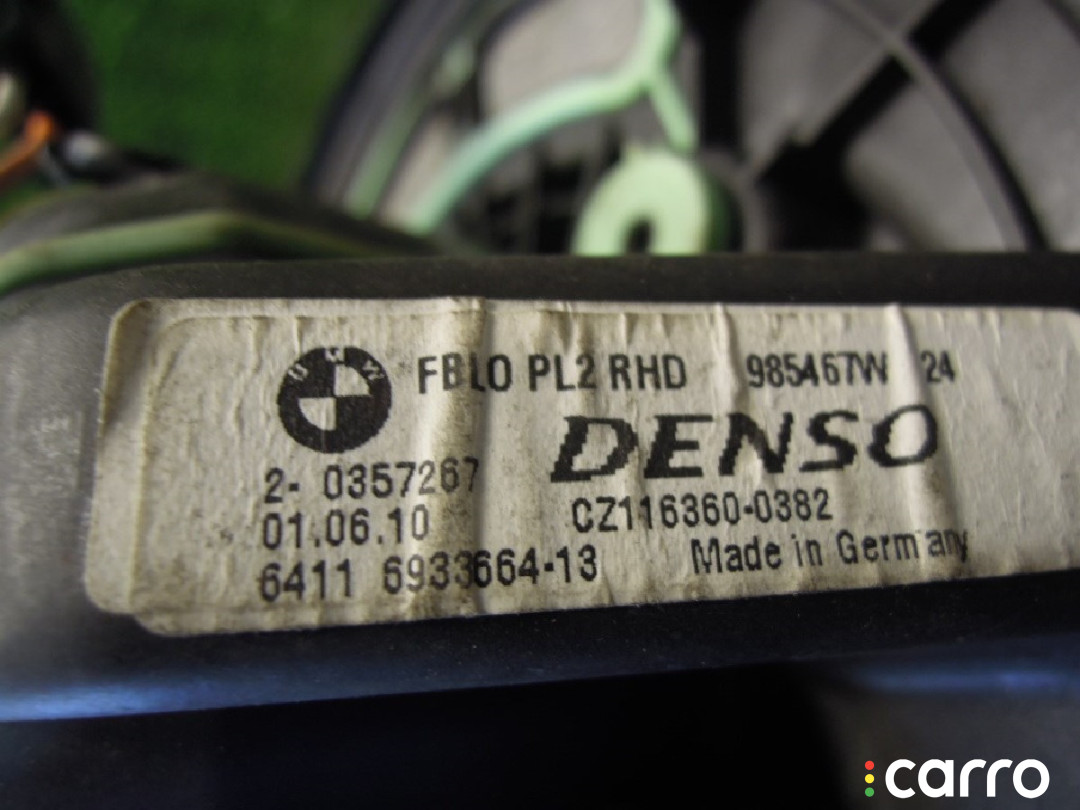 BMW FBLO PL2 RHD 985467W 24
DENSO
2- 0357267
01.06.10 CZ116360-0382
6411 6933664-13 Made in Germany
carro